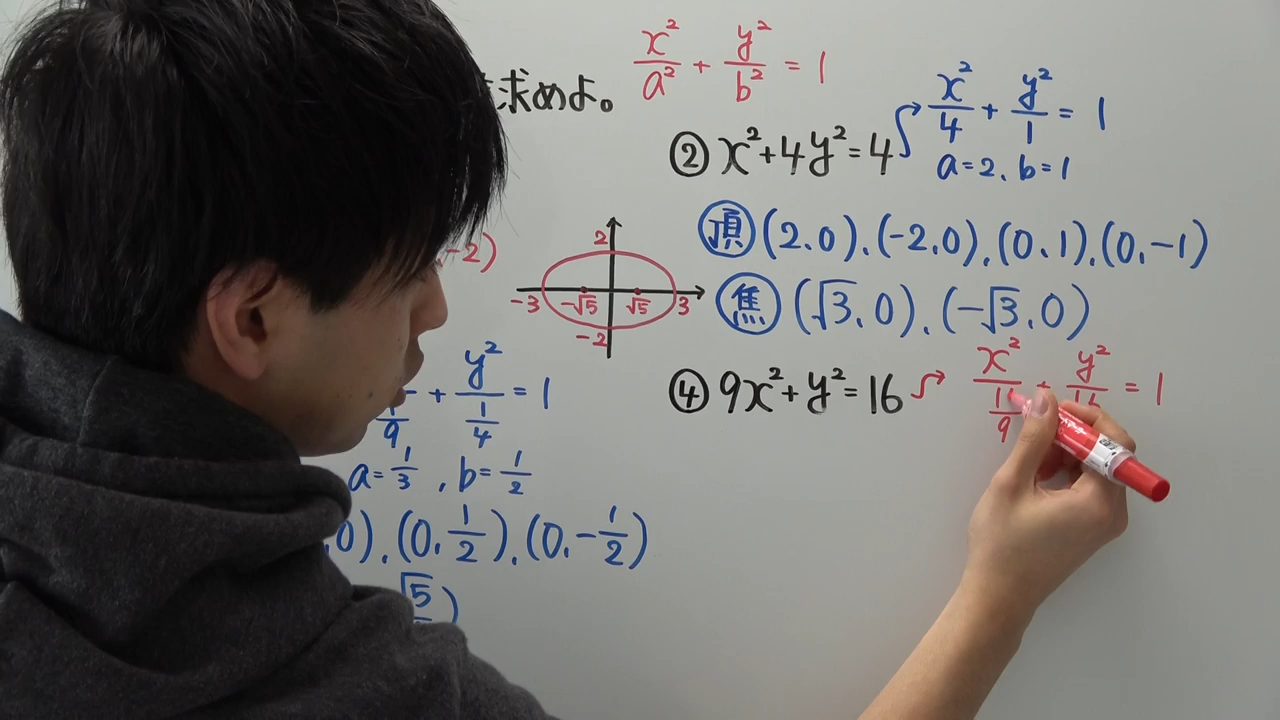 求めよ。
x²/a² + y²/b² = 1
② x²+4y²=4
x²/4 + y²/1 = 1
a=2、b=1
頂 (2、0)、(-2、0)、(0、1)、(0、-1)
焦 (√3、0)、(-√3、0)
-2)
2
-3 -√5 √5 3
-2
④ 9x²+y²=16
x²/(16/9) + y²/16 = 1
1/9 + y²/(1/4) = 1
a=1/3 , b=1/2
,0)、(0、1/2)、(0、-1/2)
√5 )